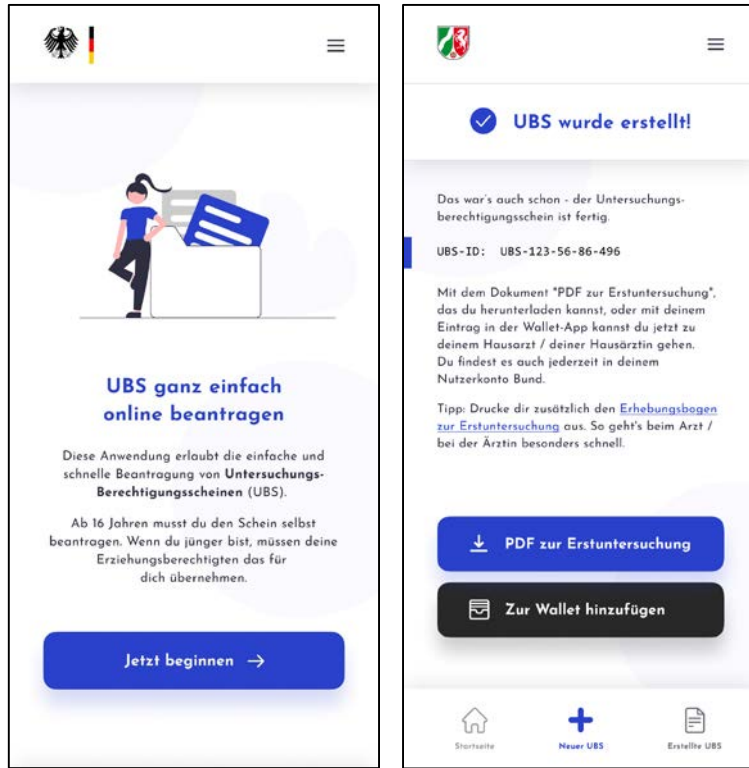 UBS ganz einfach
online beantragen
Diese Anwendung erlaubt die einfache und
schnelle Beantragung von Untersuchungs-
Berechtigungsscheinen (UBS).
Ab 16 Jahren musst du den Schein selbst
beantragen. Wenn du jünger bist, müssen deine
Erziehungsberechtigten das für
dich übernehmen.
Jetzt beginnen
UBS wurde erstellt!
Das war's auch schon - der Untersuchungs-
berechtigungsschein ist fertig.
UBS-ID: UBS-123-56-86-496
Mit dem Dokument "PDF zur Erstuntersuchung",
das du herunterladen kannst, oder mit deinem
Eintrag in der Wallet-App kannst du jetzt zu
deinem Hausarzt / deiner Hausärztin gehen.
Du findest es auch jederzeit in deinem
Nutzerkonto Bund.
Tipp: Drucke dir zusätzlich den Erhebungsbogen
zur Erstuntersuchung aus. So geht's beim Arzt /
bei der Ärztin besonders schnell.
PDF zur Erstuntersuchung
Zur Wallet hinzufügen
Startseite
Neuer UBS
Erstellte UBS